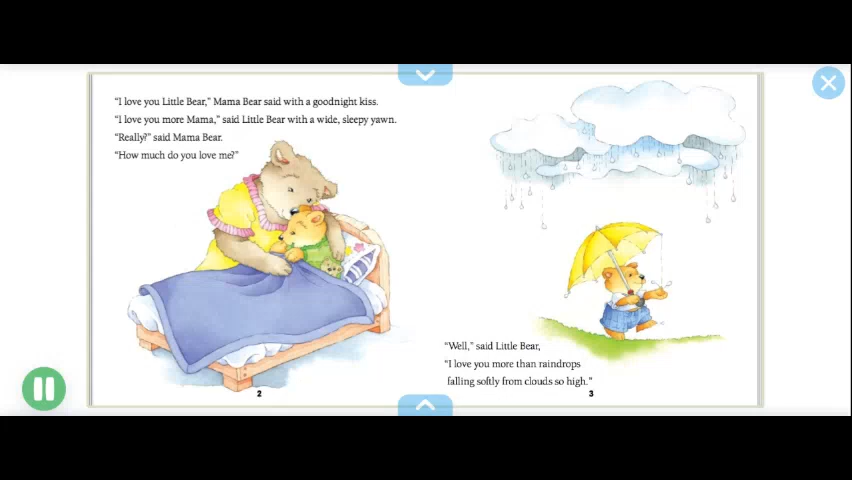 “I love you Little Bear,” Mama Bear said with a goodnight kiss.
“I love you more Mama,” said Little Bear with a wide, sleepy yawn.
“Really?” said Mama Bear.
“How much do you love me?”
2
“Well,” said Little Bear,
“I love you more than raindrops
falling softly from clouds so high.”
3